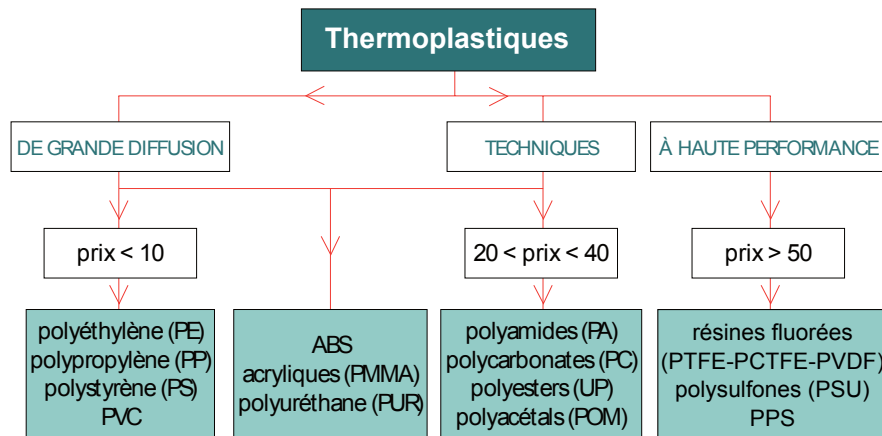 Thermoplastiques
DE GRANDE DIFFUSION
TECHNIQUES
À HAUTE PERFORMANCE
prix < 10
20 < prix < 40
prix > 50
polyéthylène (PE)
polypropylène (PP)
polystyrène (PS)
PVC
ABS
acryliques (PMMA)
polyuréthane (PUR)
polyamides (PA)
polycarbonates (PC)
polyesters (UP)
polyacétals (POM)
résines fluorées
(PTFE-PCTFE-PVDF)
polysulfones (PSU)
PPS